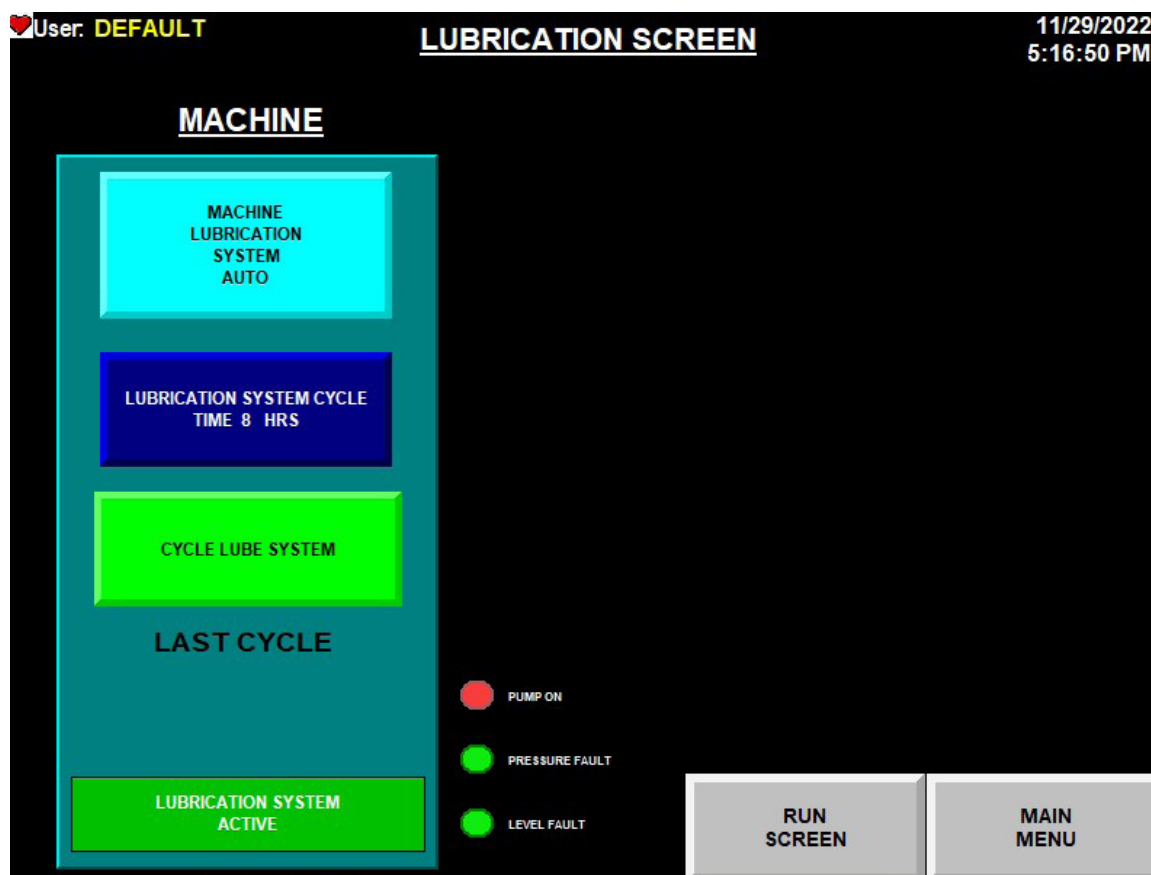 User: DEFAULT
LUBRICATION SCREEN
11/29/2022
5:16:50 PM
MACHINE
MACHINE
LUBRICATION
SYSTEM
AUTO
LUBRICATION SYSTEM CYCLE
TIME 8 HRS
CYCLE LUBE SYSTEM
LAST CYCLE
PUMP ON
PRESSURE FAULT
LEVEL FAULT
LUBRICATION SYSTEM
ACTIVE
RUN
SCREEN
MAIN
MENU